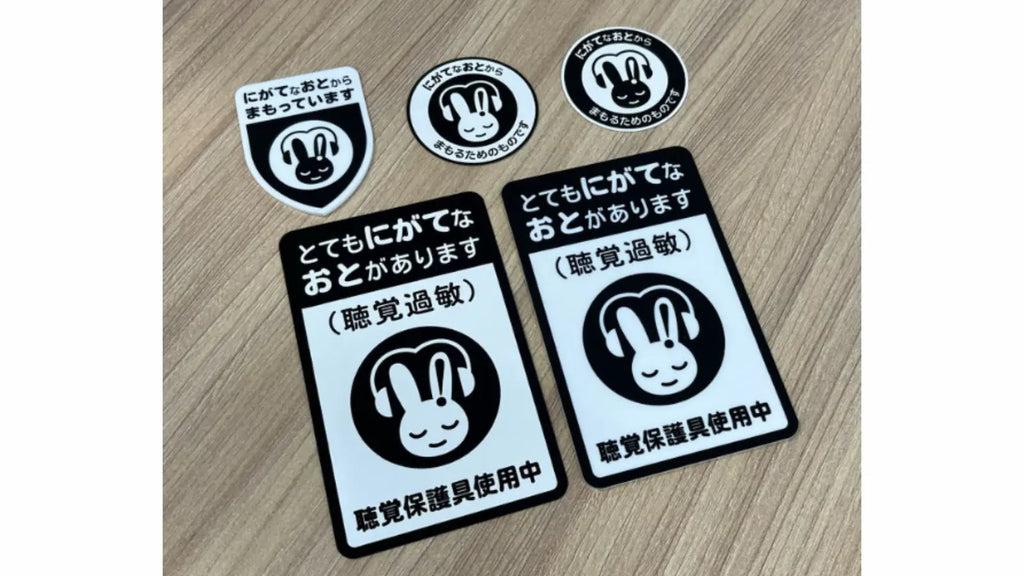 にがてなおとから
まもっています
にがてなおとから
まもるためのものです
にがてなおとから
まもるためのものです
とてもにがてな
おとがあります
(聴覚過敏)
聴覚保護具使用中
とてもにがてな
おとがあります
(聴覚過敏)
聴覚保護具使用中